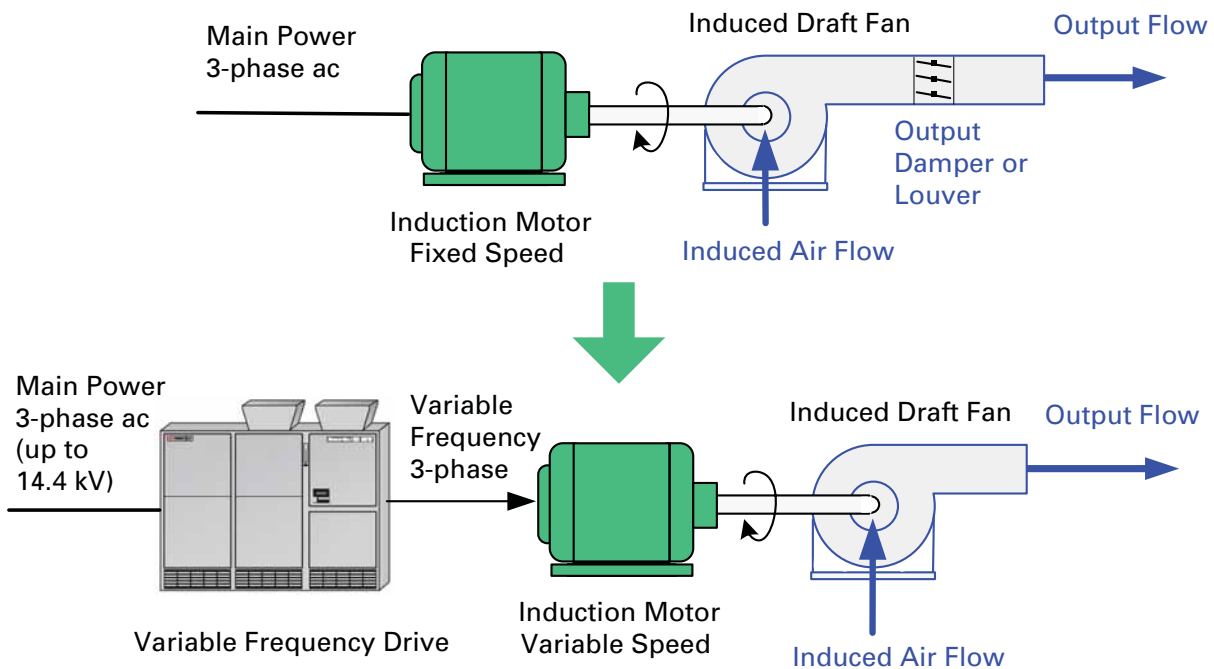 Main Power
3-phase ac
Induced Draft Fan
Output Flow
Output
Damper or
Louver
Induction Motor
Fixed Speed
Induced Air Flow
Main Power
3-phase ac
(up to
14.4 kV)
Variable
Frequency
3-phase
Induced Draft Fan
Output Flow
Variable Frequency Drive
Induction Motor
Variable Speed
Induced Air Flow